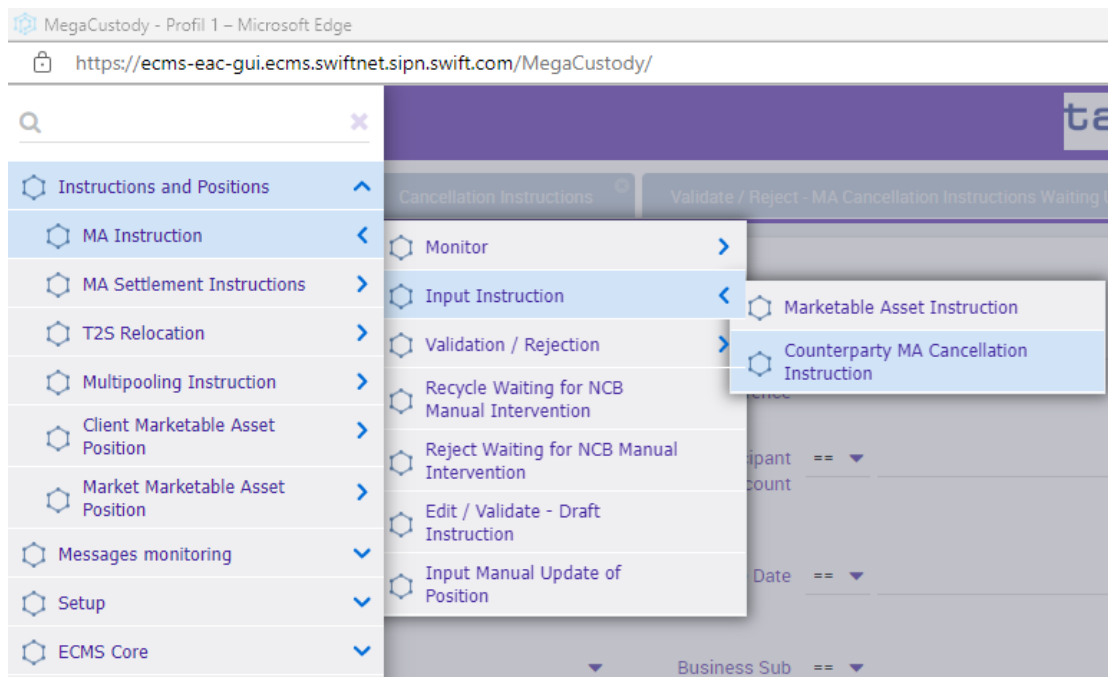 MegaCustody - Profil 1 – Microsoft Edge
https://ecms-eac-gui.ecms.swiftnet.sipn.swift.com/MegaCustody/
Instructions and Positions
MA Instruction
MA Settlement Instructions
T2S Relocation
Multipooling Instruction
Client Marketable Asset
Position
Market Marketable Asset
Position
Messages monitoring
Setup
ECMS Core
Cancellation Instructions
Validate / Reject - MA Cancellation Instructions Waiting
Monitor
Input Instruction
Validation / Rejection
Recycle Waiting for NCB
Manual Intervention
Reject Waiting for NCB Manual
Intervention
Edit / Validate - Draft
Instruction
Input Manual Update of
Position
Marketable Asset Instruction
Counterparty MA Cancellation
Instruction
==
Date ==
Business Sub ==